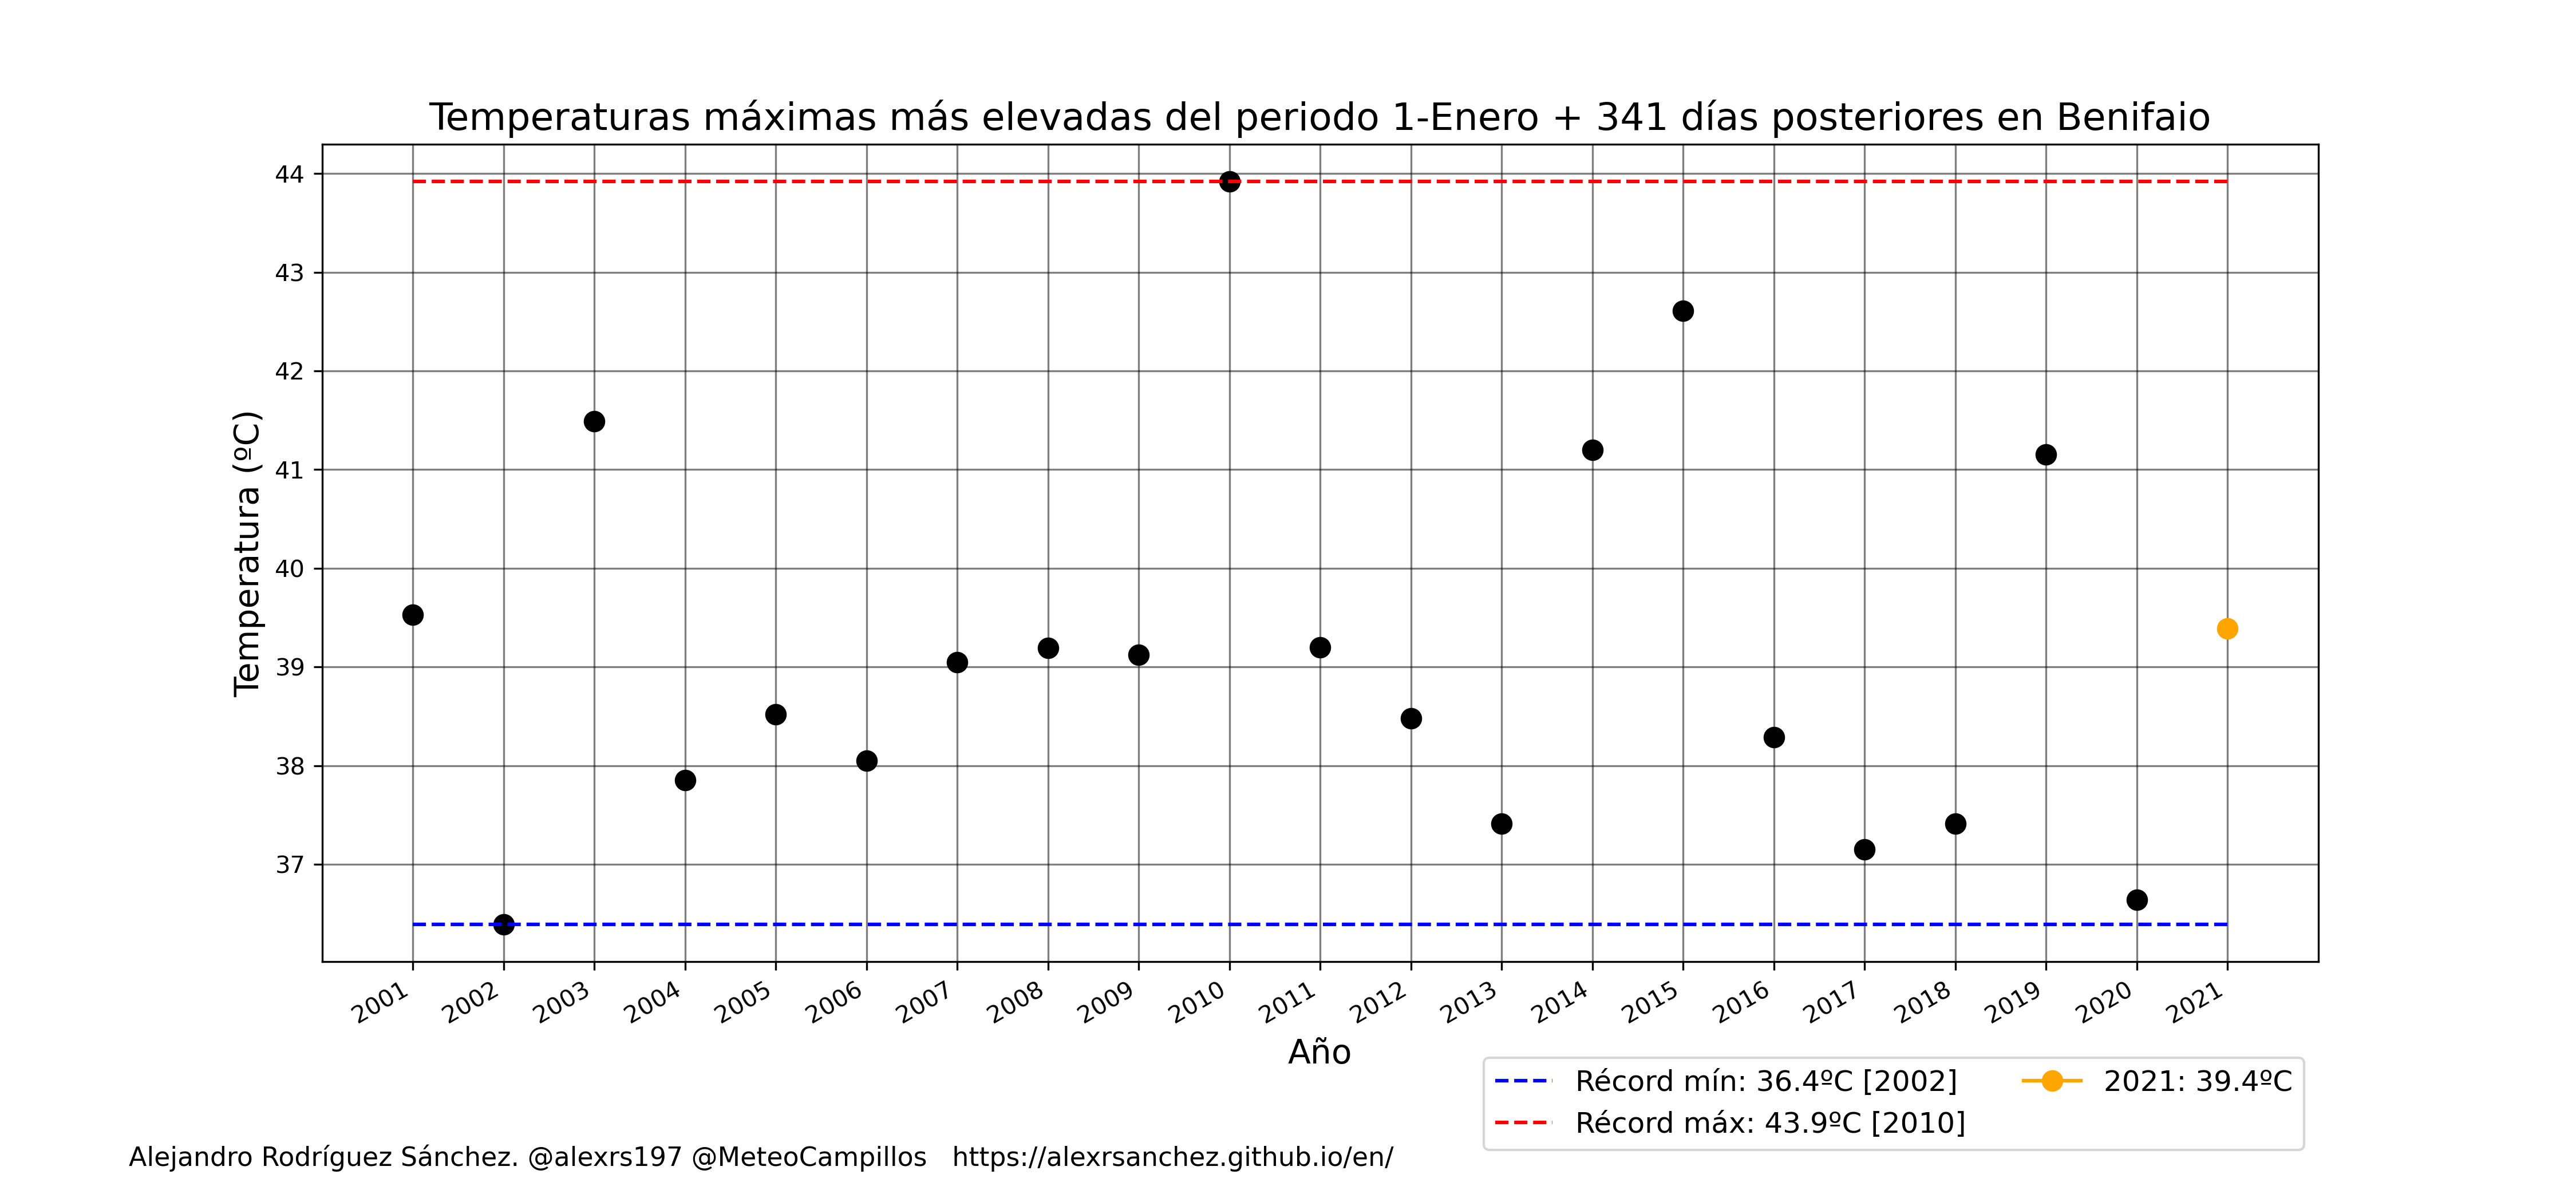 Temperaturas máximas más elevadas del periodo 1-Enero + 341 días posteriores en Benifaio
Temperatura (ºC)
44
43
42
41
40
39
38
37
2001 2002 2003 2004 2005 2006 2007 2008 2009 2010 2011 2012 2013 2014 2015 2016 2017 2018 2019 2020 2021
Año
Récord mín: 36.4ºC [2002]
Récord máx: 43.9ºC [2010]
2021: 39.4ºC
Alejandro Rodríguez Sánchez. @alexrs197 @MeteoCampillos https://alexrsanchez.github.io/en/